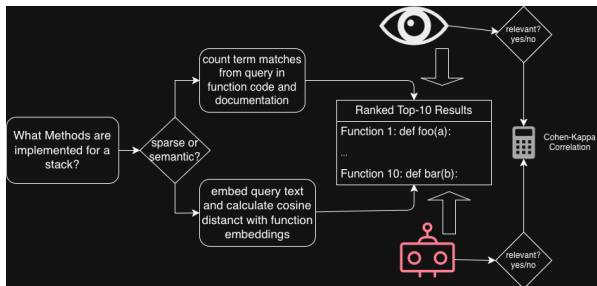 What Methods are
implemented for a
stack?
sparse or
semantic?
count term matches
from query in
function code and
documentation
embed query text
and calculate cosine
distanct with function
embeddings
Ranked Top-10 Results
Function 1: def foo(a):
...
Function 10: def bar(b):
relevant?
yes/no
Cohen-Kappa
Correlation
relevant?
yes/no